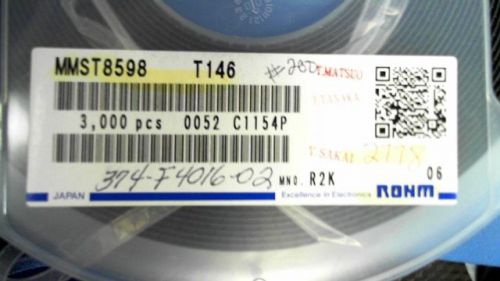 MMST8598 T146 #200 T.MATSUO
T.TANAKA
3,000 pcs 0052 C1154P
Y.SAKAI 2778
374-F4016-02 MNO. R2K 06
JAPAN Excellence in Electronics ROHM